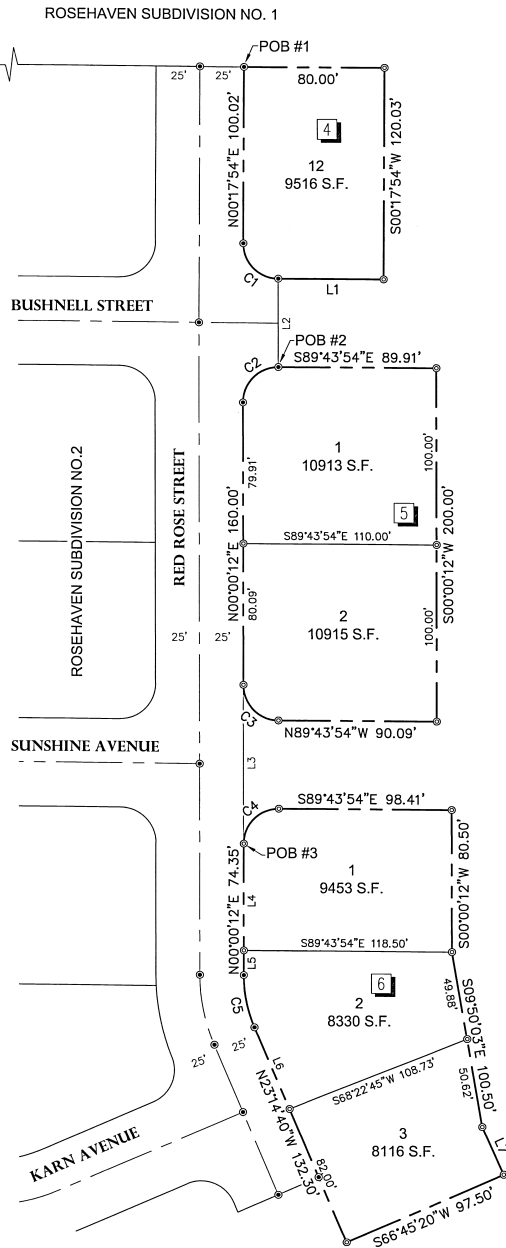 ROSEHAVEN SUBDIVISION NO. 1
POB #1
25'
25'
80.00'
N00°17'54"E 100.02'
4
12
9516 S.F.
S00°17'54"W 120.03'
C1
L1
BUSHNELL STREET
L2
POB #2
C2
S89°43'54"E 89.91'
1
10913 S.F.
79.91'
100.00'
5
ROSEHAVEN SUBDIVISION NO.2
RED ROSE STREET
N00°00'12"E 160.00'
S89°43'54"E 110.00'
S00°00'12"W 200.00'
80.09'
2
10915 S.F.
100.00'
25'
25'
C3
N89°43'54"W 90.09'
SUNSHINE AVENUE
L3
C4
S89°43'54"E 98.41'
POB #3
N00°00'12"E 74.35'
L4
1
9453 S.F.
S00°00'12"W 80.50'
S89°43'54"E 118.50'
L5
6
2
8330 S.F.
49.88'
S09°50'03"E 100.50'
C5
25'
25'
L6
S68°22'45"W 108.73'
50.62'
N23°14'40"W 132.30'
82.00'
3
8116 S.F.
L7
KARN AVENUE
S66°45'20"W 97.50'